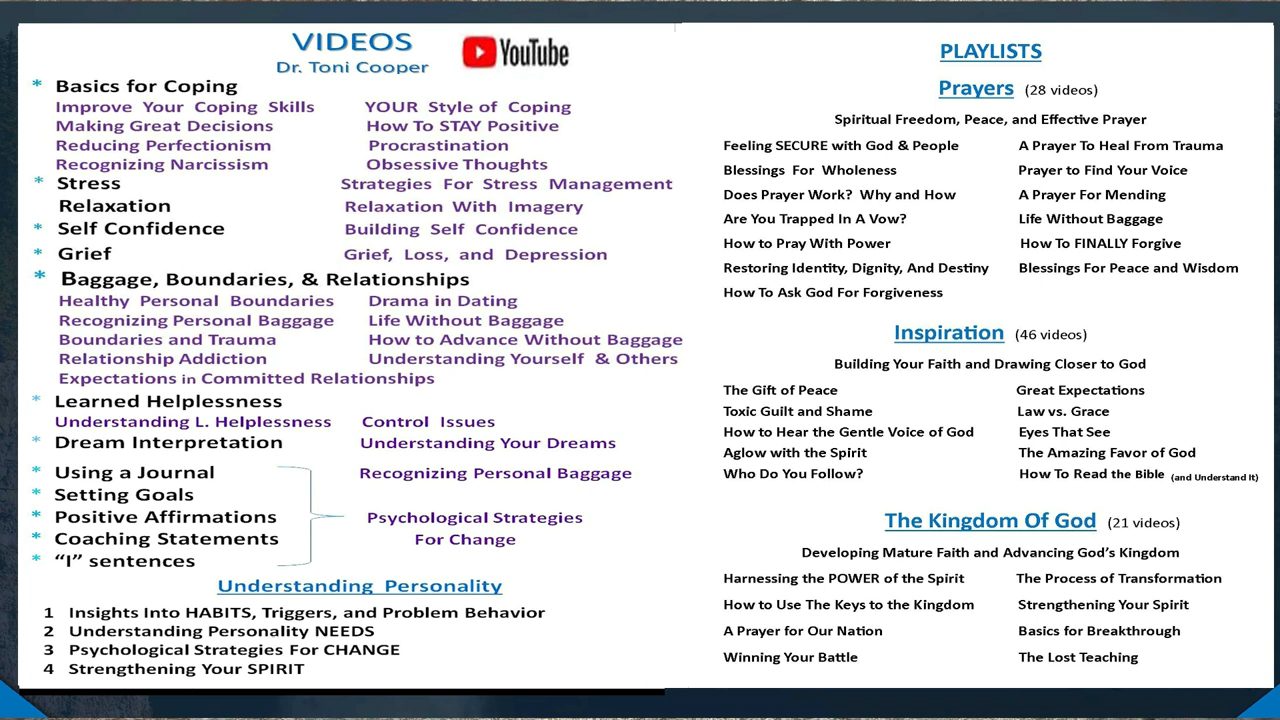 VIDEOS
YouTube
Dr. Toni Cooper
* Basics for Coping
Improve Your Coping Skills YOUR Style of Coping
Making Great Decisions How To STAY Positive
Reducing Perfectionism Procrastination
Recognizing Narcissism Obsessive Thoughts
* Stress Strategies For Stress Management
Relaxation Relaxation With Imagery
* Self Confidence Building Self Confidence
* Grief Grief, Loss, and Depression
* Baggage, Boundaries, & Relationships
Healthy Personal Boundaries Drama in Dating
Recognizing Personal Baggage Life Without Baggage
Boundaries and Trauma How to Advance Without Baggage
Relationship Addiction Understanding Yourself & Others
Expectations in Committed Relationships
* Learned Helplessness
Understanding L. Helplessness Control Issues
* Dream Interpretation Understanding Your Dreams
* Using a Journal Recognizing Personal Baggage
* Setting Goals
* Positive Affirmations Psychological Strategies
* Coaching Statements For Change
* “I” sentences
Understanding Personality
1 Insights Into HABITS, Triggers, and Problem Behavior
2 Understanding Personality NEEDS
3 Psychological Strategies For CHANGE
4 Strengthening Your SPIRIT
PLAYLISTS
Prayers (28 videos)
Spiritual Freedom, Peace, and Effective Prayer
Feeling SECURE with God & People A Prayer To Heal From Trauma
Blessings For Wholeness Prayer to Find Your Voice
Does Prayer Work? Why and How A Prayer For Mending
Are You Trapped In A Vow? Life Without Baggage
How to Pray With Power How To FINALLY Forgive
Restoring Identity, Dignity, And Destiny Blessings For Peace and Wisdom
How To Ask God For Forgiveness
Inspiration (46 videos)
Building Your Faith and Drawing Closer to God
The Gift of Peace Great Expectations
Toxic Guilt and Shame Law vs. Grace
How to Hear the Gentle Voice of God Eyes That See
Aglow with the Spirit The Amazing Favor of God
Who Do You Follow? How To Read the Bible (and Understand It)
The Kingdom Of God (21 videos)
Developing Mature Faith and Advancing God’s Kingdom
Harnessing the POWER of the Spirit The Process of Transformation
How to Use The Keys to the Kingdom Strengthening Your Spirit
A Prayer for Our Nation Basics for Breakthrough
Winning Your Battle The Lost Teaching